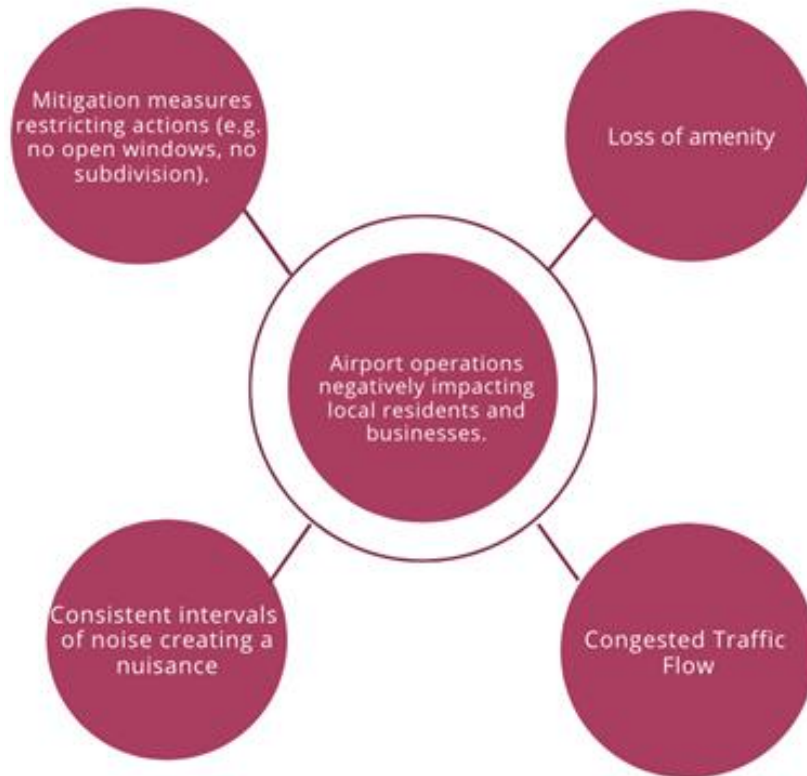 Mitigation measures
restricting actions (e.g.
no open windows, no
subdivision).
Loss of amenity
Airport operations
negatively impacting
local residents and
businesses.
Consistent intervals
of noise creating a
nuisance
Congested Traffic
Flow